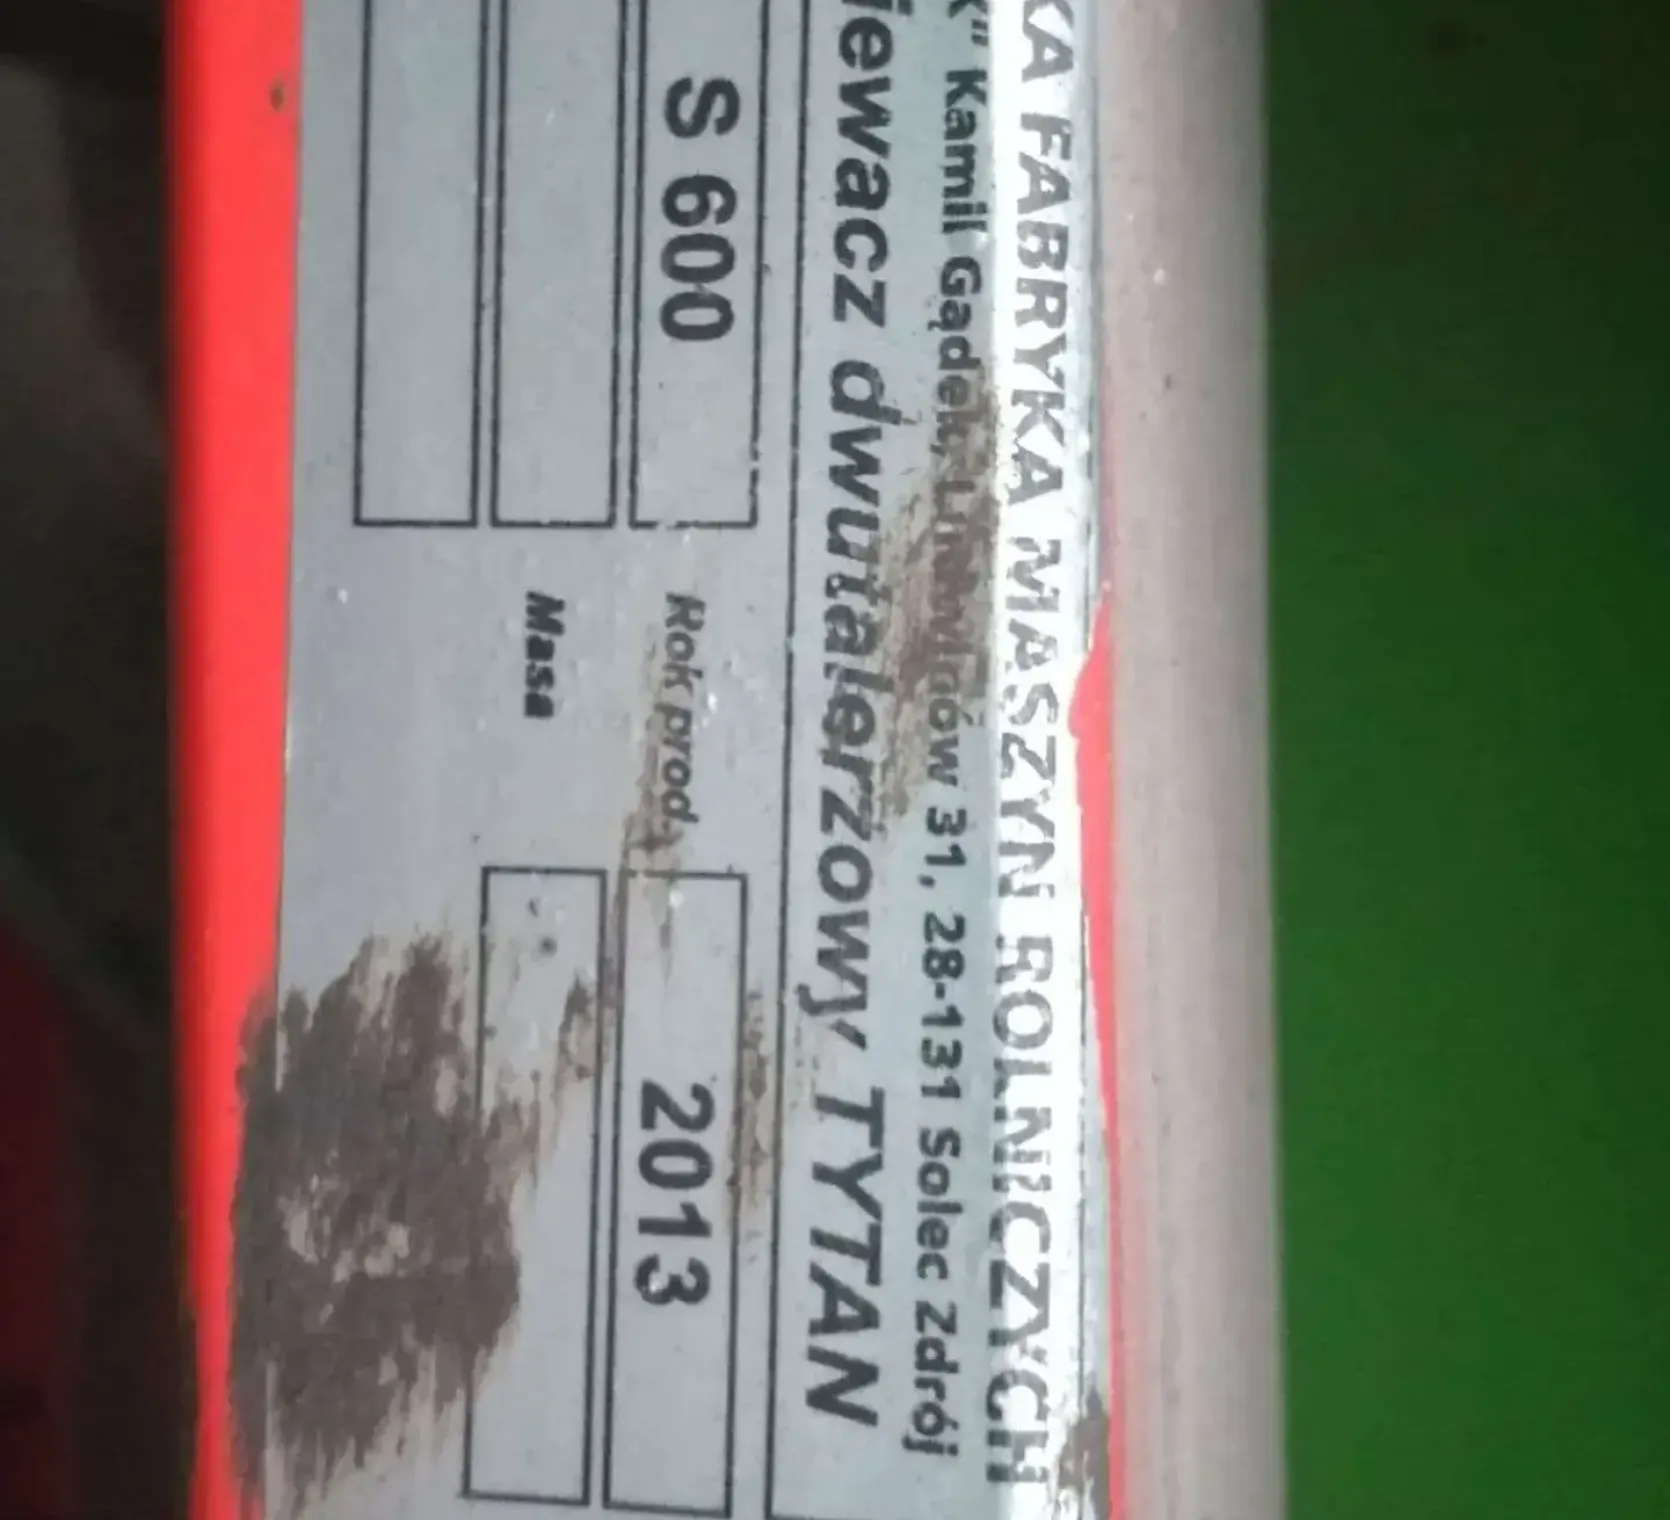 KA FABRYKA MASZYN ROLNICZYCH
K" Kamil Gądek, 31, 28-131 Solec Zdrój
iewacz dwutalerzowy TYTAN
S 600 Rok prod. 2013
Masa